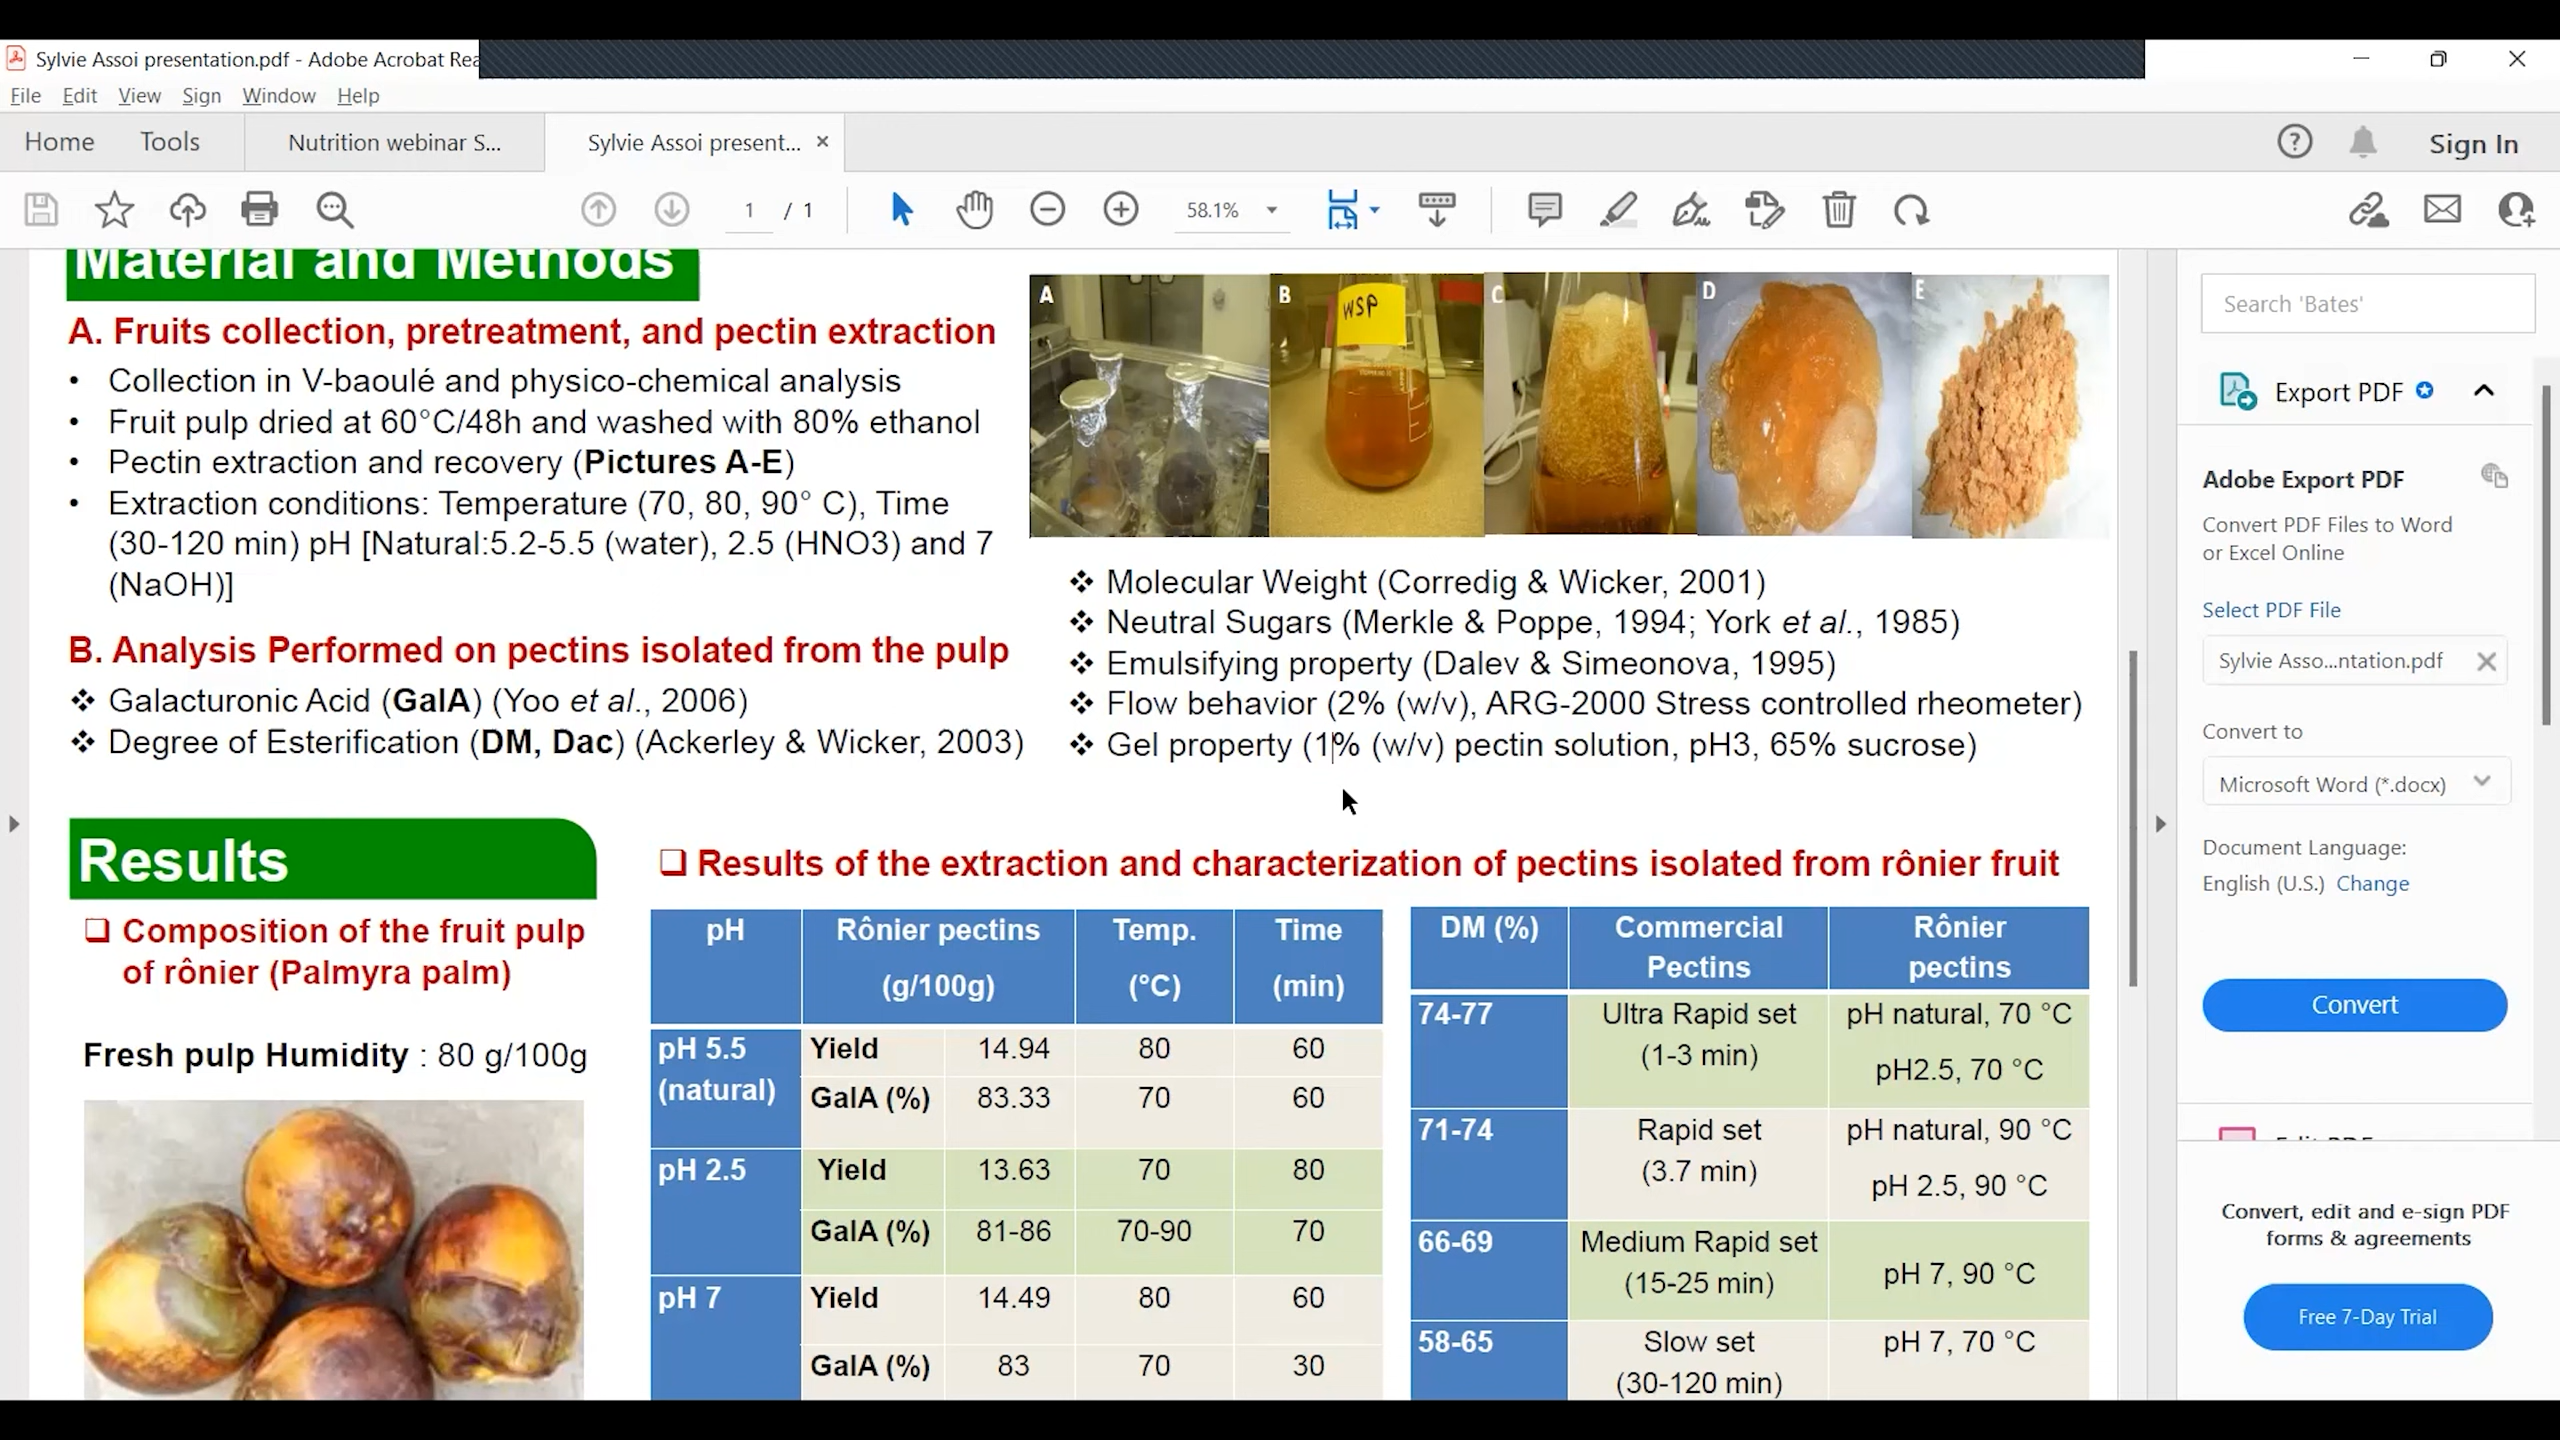 Sylvie Assoi presentation.pdf - Adobe Acrobat Rea
File Edit View Sign Window Help
Home Tools Nutrition webinar S... Sylvie Assoi present... × Sign In
1 / 1 58.1%
Material and Methods
A. Fruits collection, pretreatment, and pectin extraction
• Collection in V-baoulé and physico-chemical analysis
• Fruit pulp dried at 60°C/48h and washed with 80% ethanol
• Pectin extraction and recovery (Pictures A-E)
• Extraction conditions: Temperature (70, 80, 90° C), Time
(30-120 min) pH [Natural:5.2-5.5 (water), 2.5 (HNO3) and 7
(NaOH)]
B. Analysis Performed on pectins isolated from the pulp
❖ Galacturonic Acid (GalA) (Yoo et al., 2006)
❖ Degree of Esterification (DM, Dac) (Ackerley & Wicker, 2003)
A B C D E
WSP
❖ Molecular Weight (Corredig & Wicker, 2001)
❖ Neutral Sugars (Merkle & Poppe, 1994; York et al., 1985)
❖ Emulsifying property (Dalev & Simeonova, 1995)
❖ Flow behavior (2% (w/v), ARG-2000 Stress controlled rheometer)
❖ Gel property (1% (w/v) pectin solution, pH3, 65% sucrose)
Results
❑ Composition of the fruit pulp
of rônier (Palmyra palm)
Fresh pulp Humidity : 80 g/100g
❑ Results of the extraction and characterization of pectins isolated from rônier fruit
pH Rônier pectins Temp. Time
(g/100g) (°C) (min)
pH 5.5 Yield 14.94 80 60
(natural) GalA (%) 83.33 70 60
pH 2.5 Yield 13.63 70 80
GalA (%) 81-86 70-90 70
pH 7 Yield 14.49 80 60
GalA (%) 83 70 30
DM (%) Commercial Rônier
Pectins pectins
74-77 Ultra Rapid set pH natural, 70 °C
(1-3 min) pH2.5, 70 °C
71-74 Rapid set pH natural, 90 °C
(3.7 min) pH 2.5, 90 °C
66-69 Medium Rapid set
(15-25 min) pH 7, 90 °C
58-65 Slow set pH 7, 70 °C
(30-120 min)
Search 'Bates'
Export PDF
Adobe Export PDF
Convert PDF Files to Word
or Excel Online
Select PDF File
Sylvie Asso...ntation.pdf
Convert to
Microsoft Word (*.docx)
Document Language:
English (U.S.) Change
Convert
Convert, edit and e-sign PDF
forms & agreements
Free 7-Day Trial